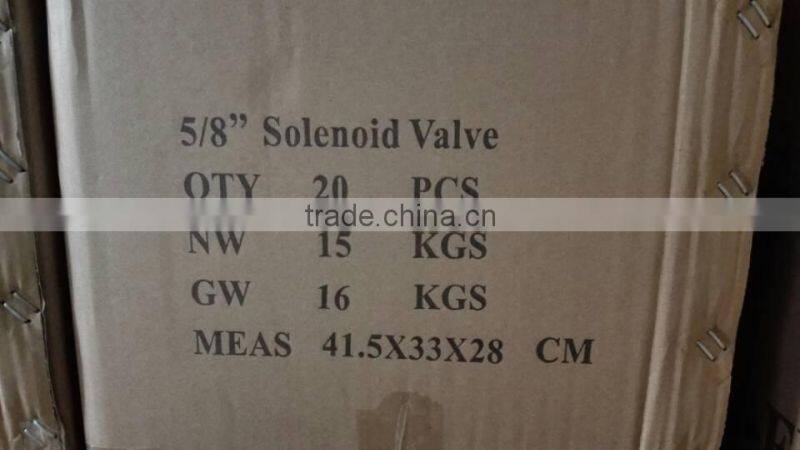 5/8” Solenoid Valve
QTY 20 PCS
trade.china.cn
NW 15 KGS
GW 16 KGS
MEAS 41.5X33X28 CM